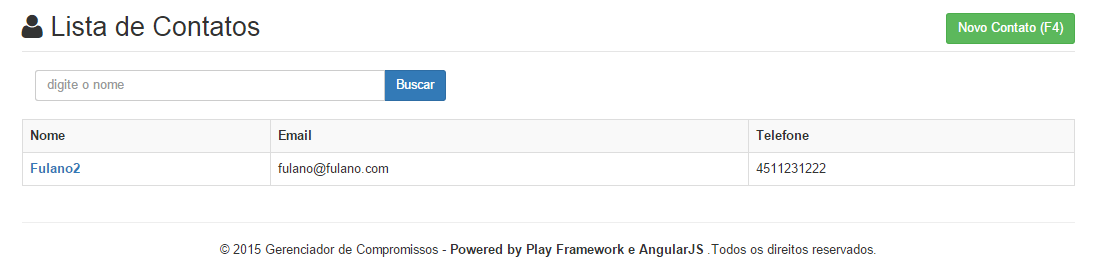 Lista de Contatos
Novo Contato (F4)
digite o nome
Buscar
Nome Email Telefone
Fulano2 fulano@fulano.com 4511231222
© 2015 Gerenciador de Compromissos - Powered by Play Framework e AngularJS .Todos os direitos reservados.